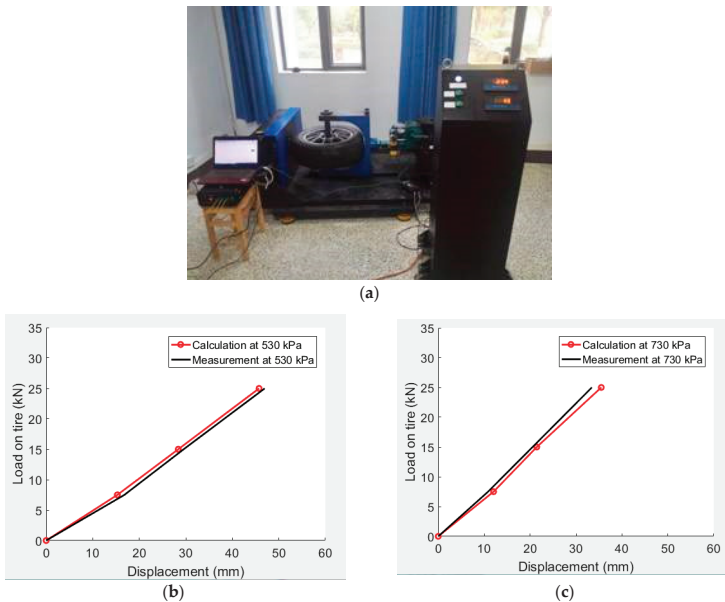 (a)
35
30
25
20
15
10
5
0
Load on tire (kN)
Calculation at 530 kPa
Measurement at 530 kPa
0 10 20 30 40 50 60
Displacement (mm)
(b)
35
30
25
20
15
10
5
0
Load on tire (kN)
Calculation at 730 kPa
Measurement at 730 kPa
0 10 20 30 40 50 60
Displacement (mm)
(c)